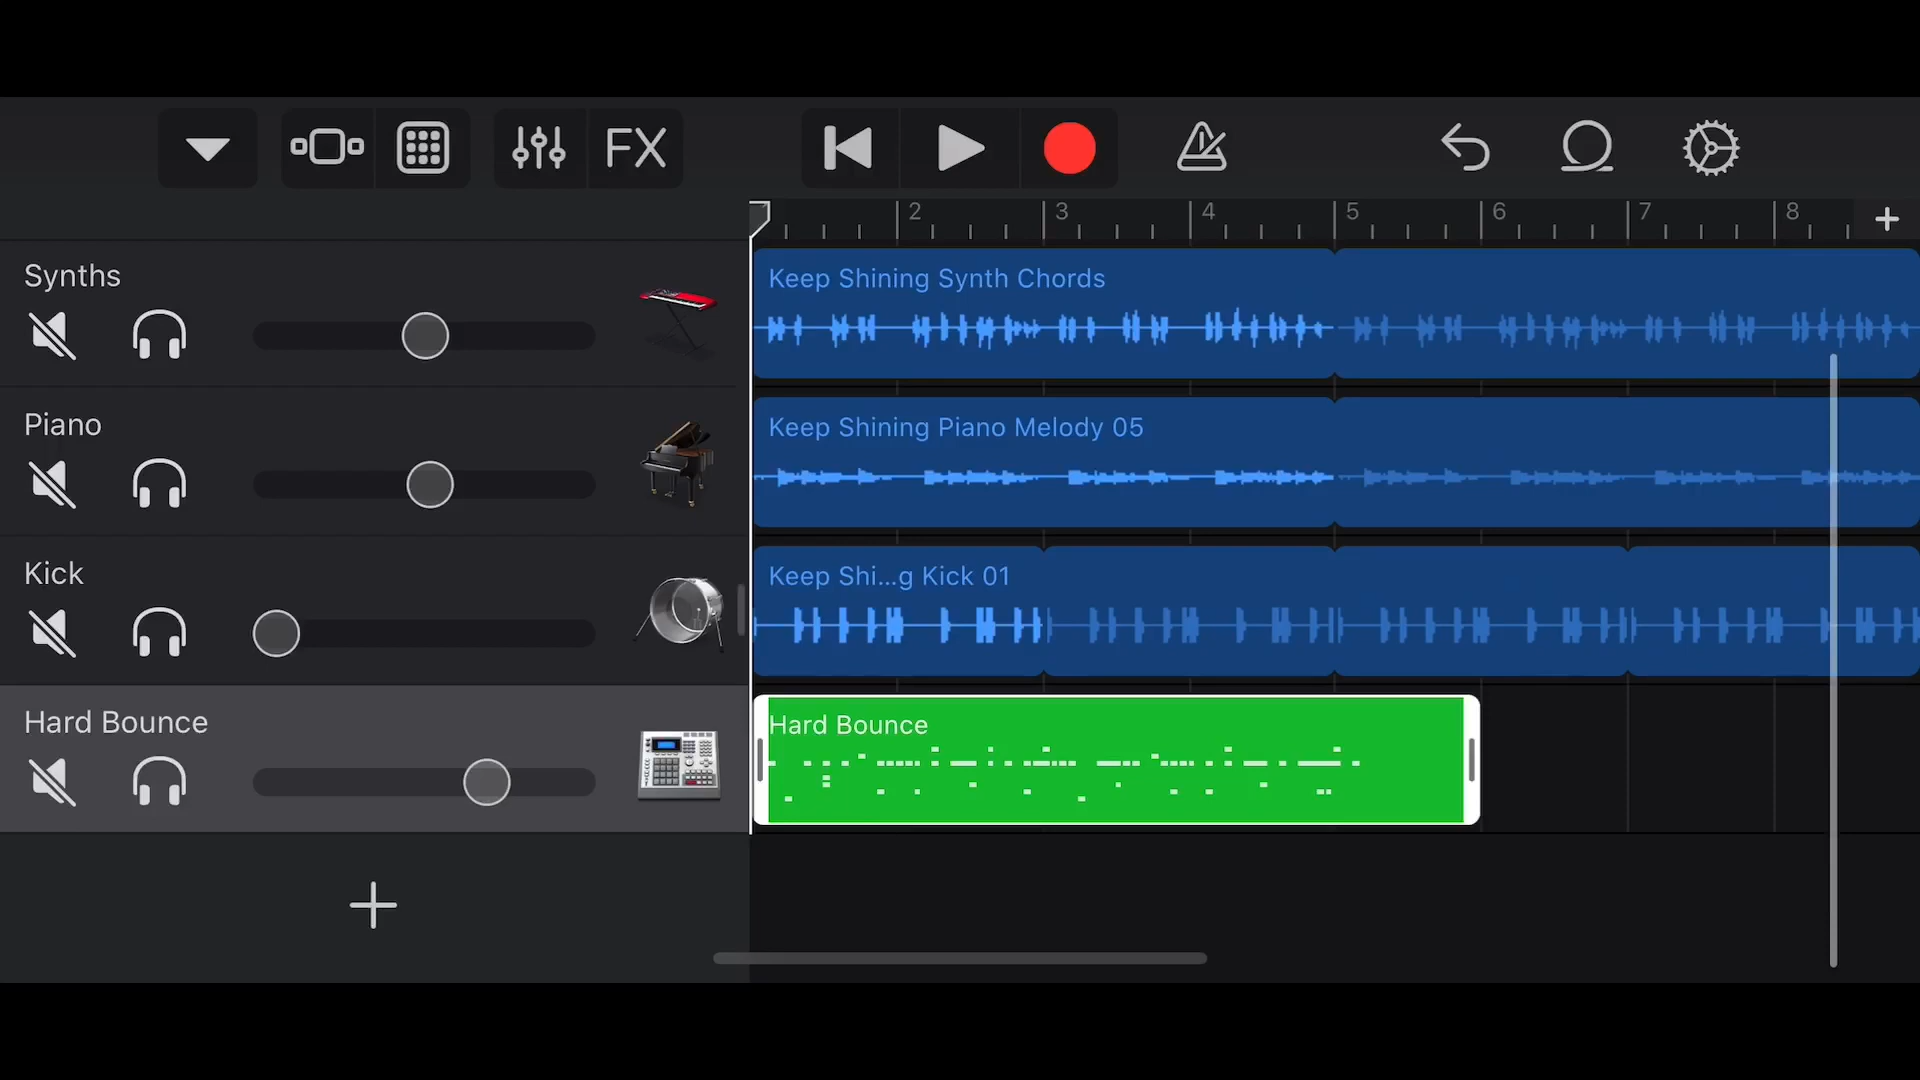 FX
2 3 4 5 6 7 8
Synths
Keep Shining Synth Chords
Piano
Keep Shining Piano Melody 05
Kick
Keep Shi...g Kick 01
Hard Bounce
Hard Bounce